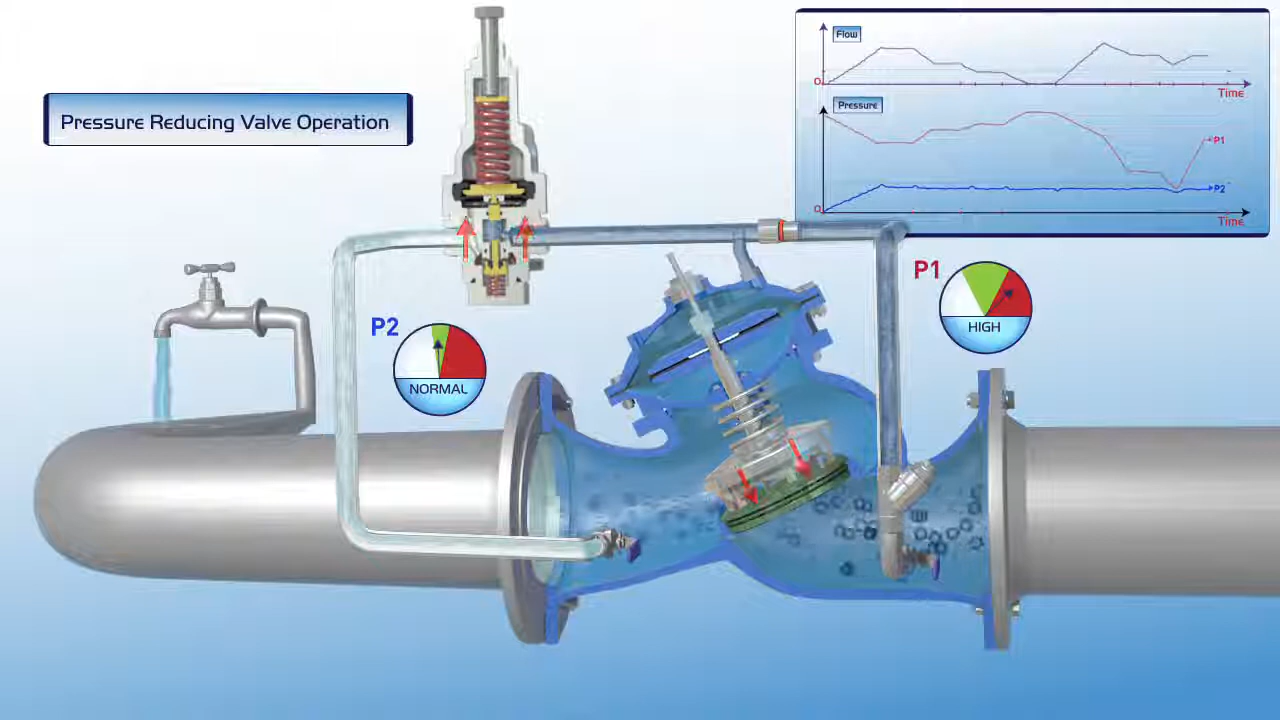 Pressure Reducing Valve Operation
Flow
0
Time
Pressure
P1
P2
0
Time
P1
HIGH
P2
NORMAL